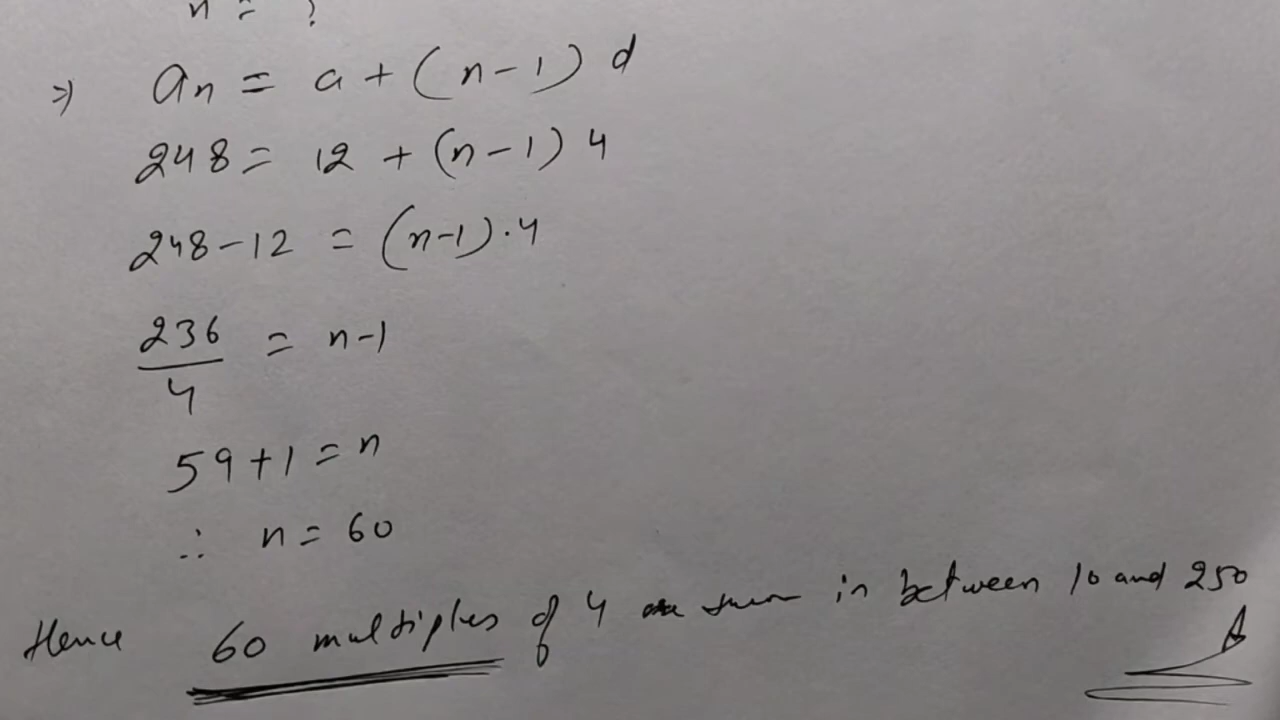 n = ?
⇒ an = a + (n-1) d
248 = 12 + (n-1) 4
248-12 = (n-1).4
236
4
= n-1
59+1 = n
∴ n = 60
Hence 60 multiples of 4 in between 10 and 250